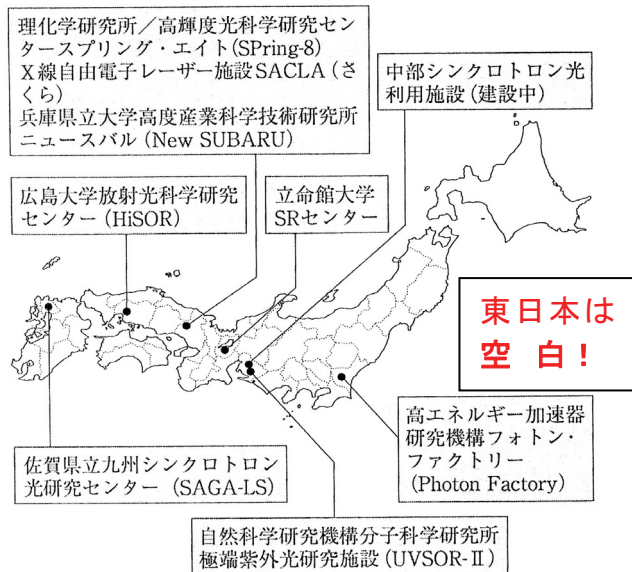 理化学研究所／高輝度光科学研究セン
タースプリング・エイト(SPring-8)
X線自由電子レーザー施設SACLA(さ
くら)
兵庫県立大学高度産業科学技術研究所
ニュースバル(New SUBARU)
中部シンクロトロン光
利用施設(建設中)
広島大学放射光科学研究
センター(HiSOR)
立命館大学
SRセンター
東日本は
空 白！
高エネルギー加速器
研究機構フォトン・
ファクトリー
(Photon Factory)
佐賀県立九州シンクロトロン
光研究センター(SAGA-LS)
自然科学研究機構分子科学研究所
極端紫外光研究施設(UVSOR-Ⅱ)